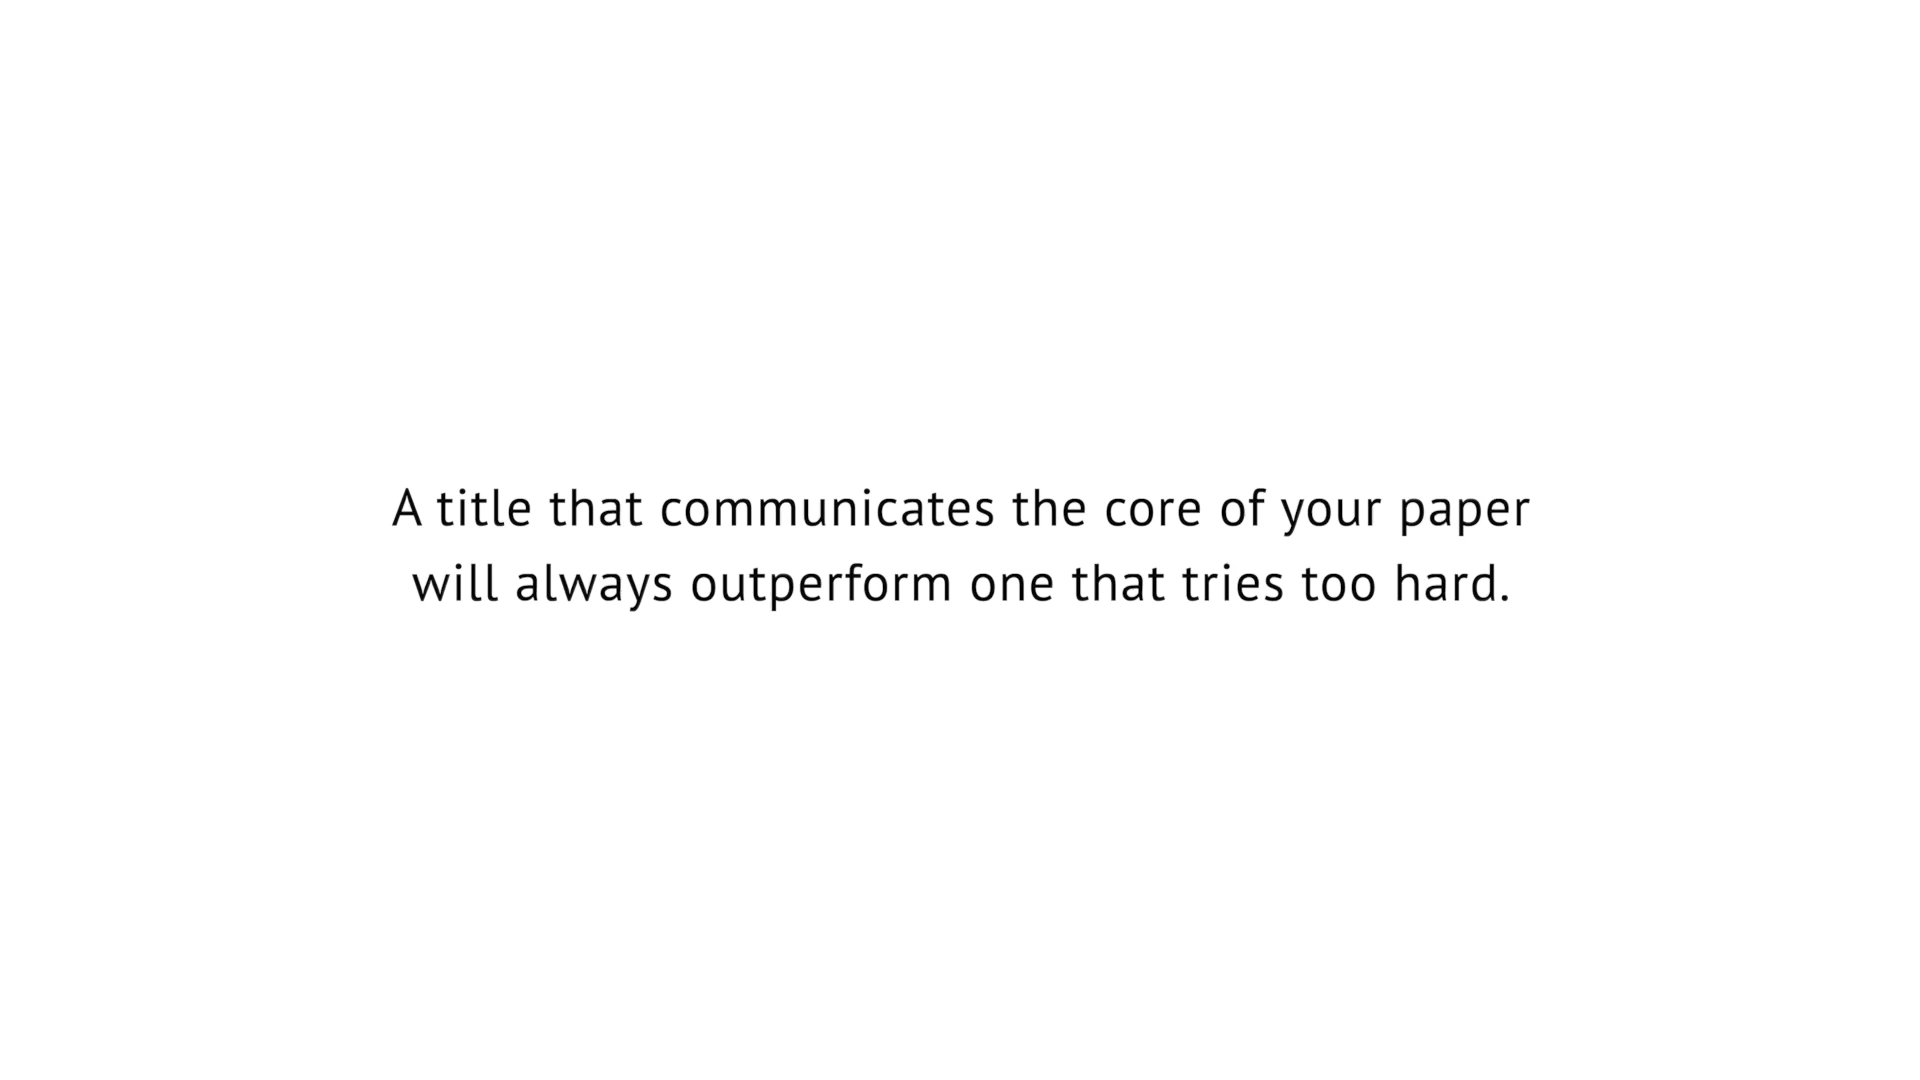 A title that communicates the core of your paper
will always outperform one that tries too hard.